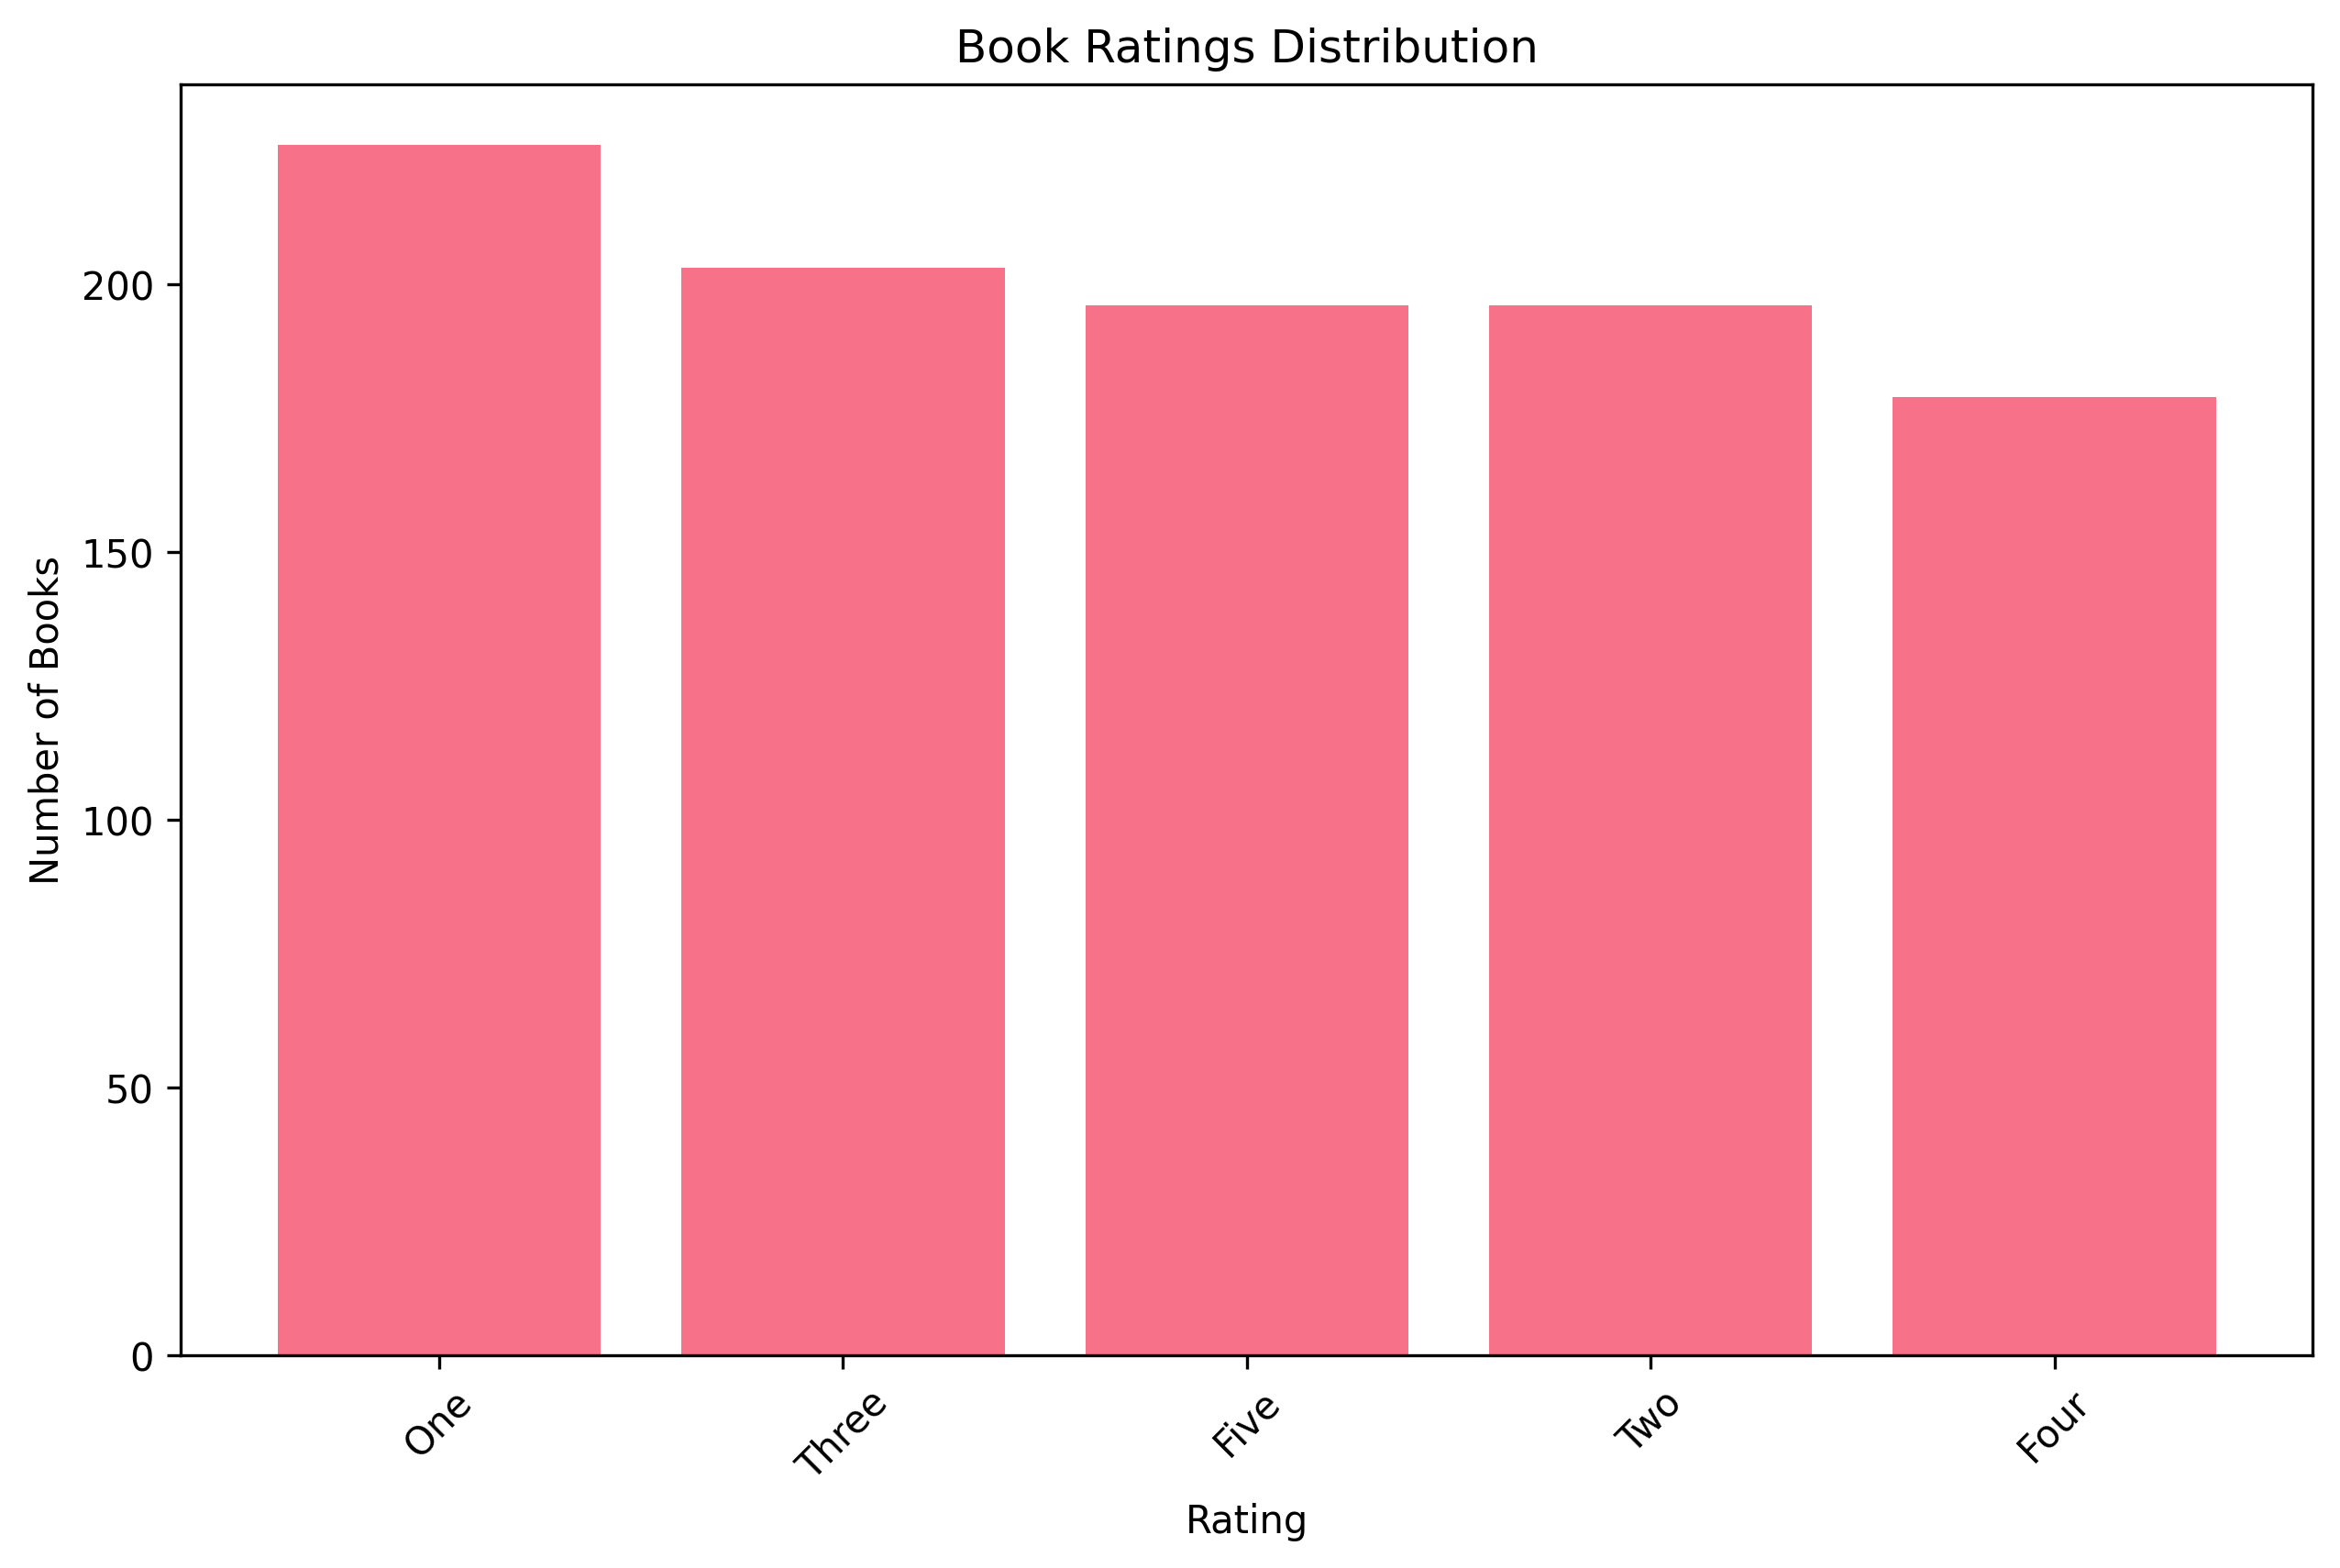 Book Ratings Distribution
Number of Books
200
150
100
50
0
One
Three
Five
Two
Four
Rating